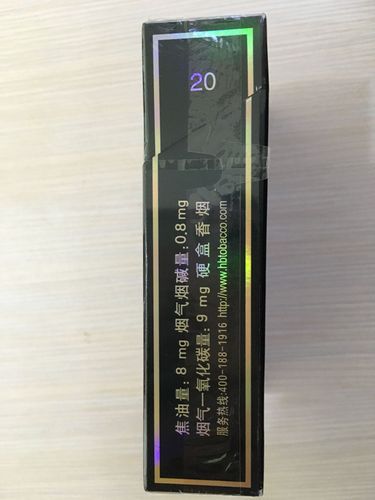 20
焦油量: 8 mg 烟气烟碱量: 0.8 mg
烟气一氧化碳量: 9 mg 硬盒香烟
服务热线:400-188-1916 http://www.hbtobacco.com